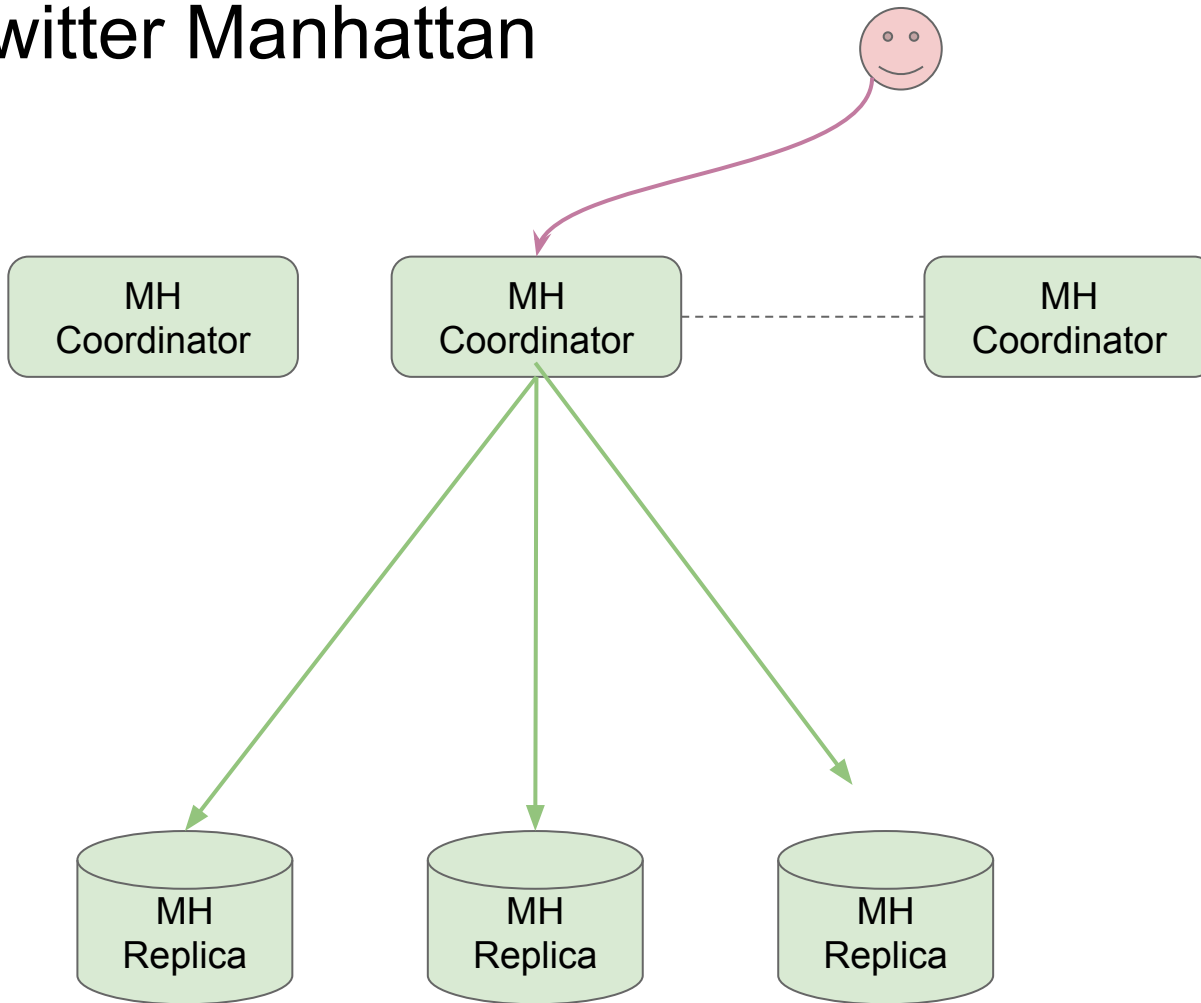 witter Manhattan
MH
Coordinator
MH
Coordinator
MH
Coordinator
MH
Replica
MH
Replica
MH
Replica